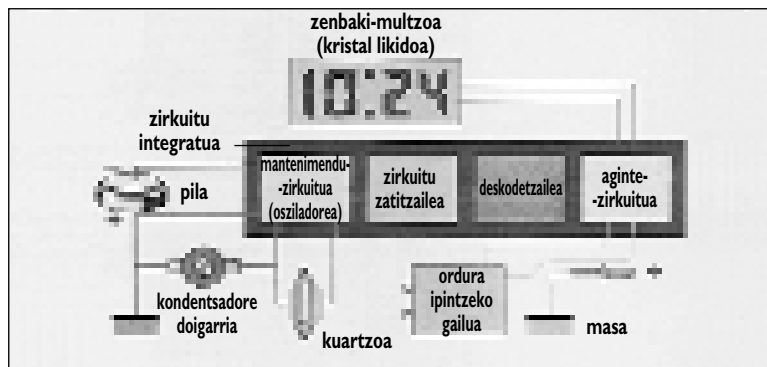 zenbaki-multzoa
(kristal likidoa)
10:24
zirkuitu
integratua
mantenimendu-
-zirkuitua
(osziladorea)
zirkuitu
zatitzailea
deskodetzailea
aginte-
-zirkuitua
pila
+
kondentsadore
doigarria
kuartzoa
ordura
ipintzeko
gailua
+
masa